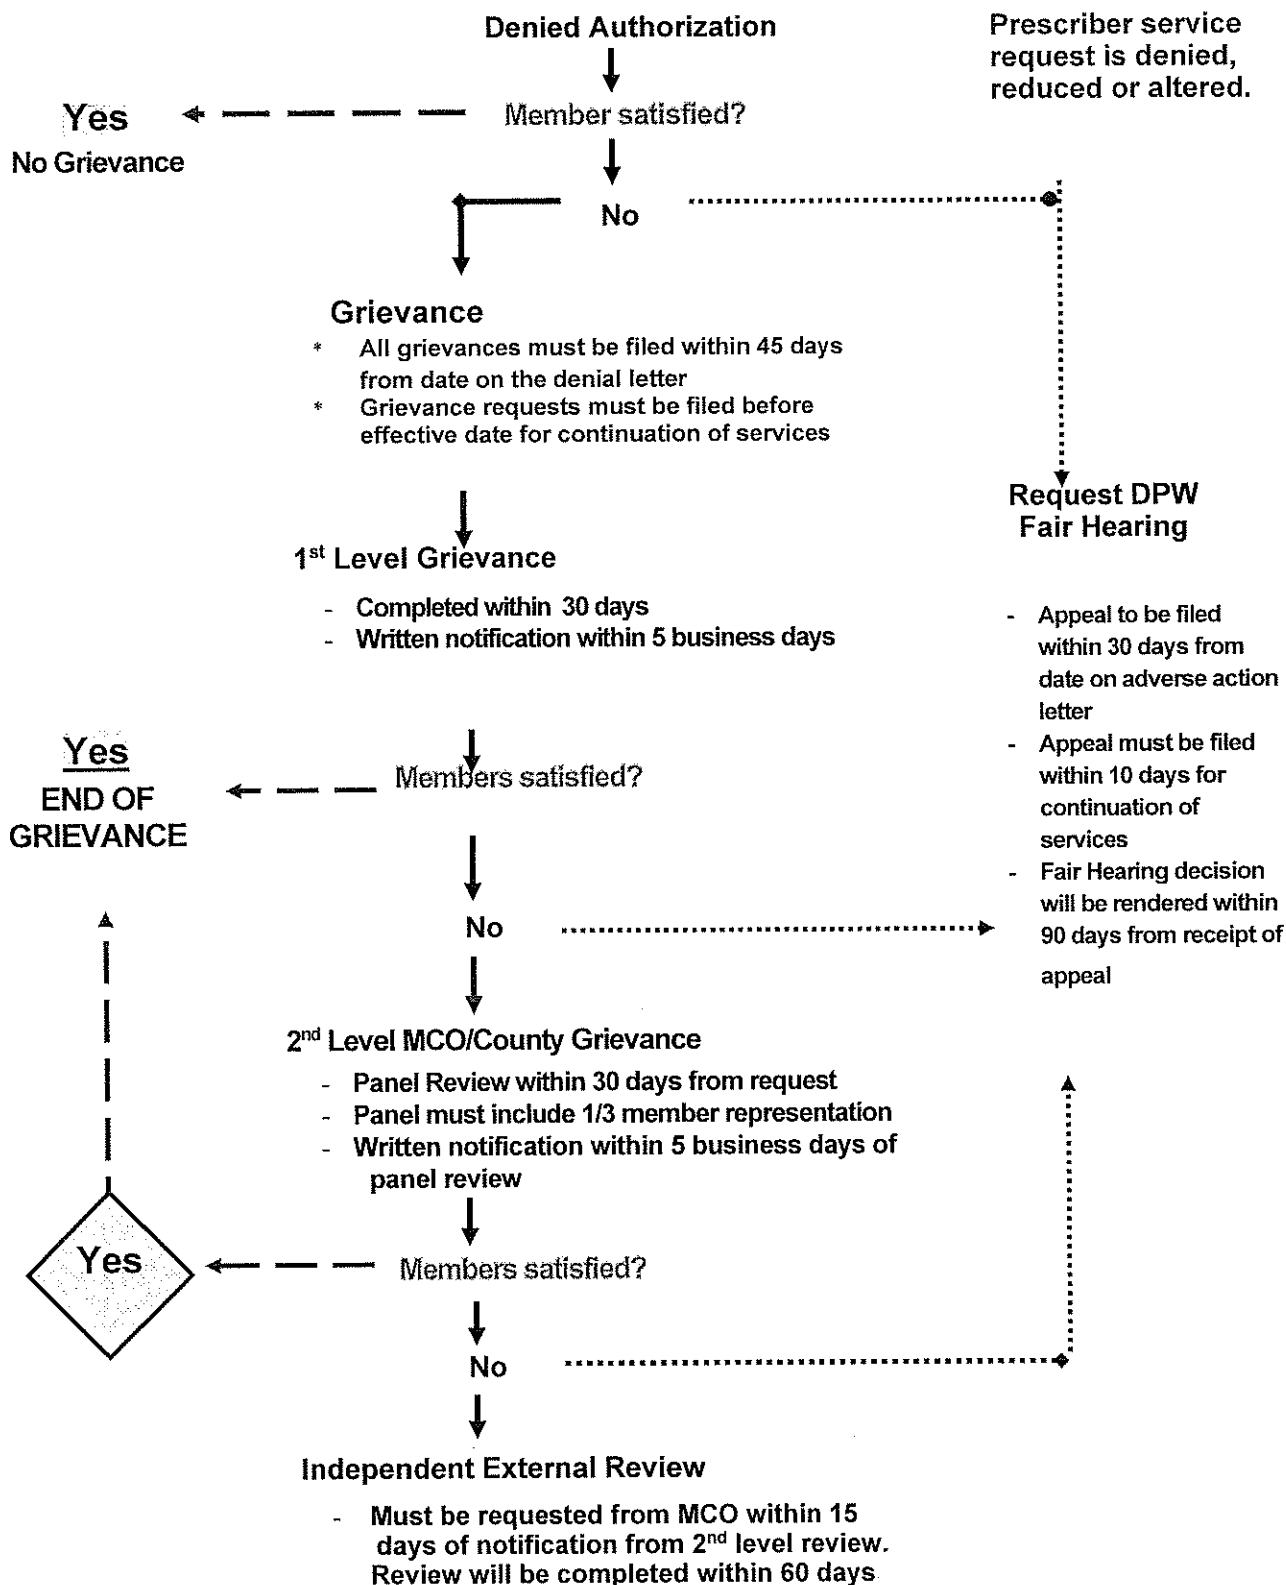 Denied Authorization
Prescriber service
request is denied,
reduced or altered.
Yes
No Grievance
Member satisfied?
No
Grievance
* All grievances must be filed within 45 days
from date on the denial letter
* Grievance requests must be filed before
effective date for continuation of services
Request DPW
Fair Hearing
- Appeal to be filed
within 30 days from
date on adverse action
letter
- Appeal must be filed
within 10 days for
continuation of
services
- Fair Hearing decision
will be rendered within
90 days from receipt of
appeal
1st Level Grievance
- Completed within 30 days
- Written notification within 5 business days
Members satisfied?
Yes
END OF
GRIEVANCE
No
2nd Level MCO/County Grievance
- Panel Review within 30 days from request
- Panel must include 1/3 member representation
- Written notification within 5 business days of
panel review
Yes
Members satisfied?
No
Independent External Review
- Must be requested from MCO within 15
days of notification from 2nd level review.
Review will be completed within 60 days